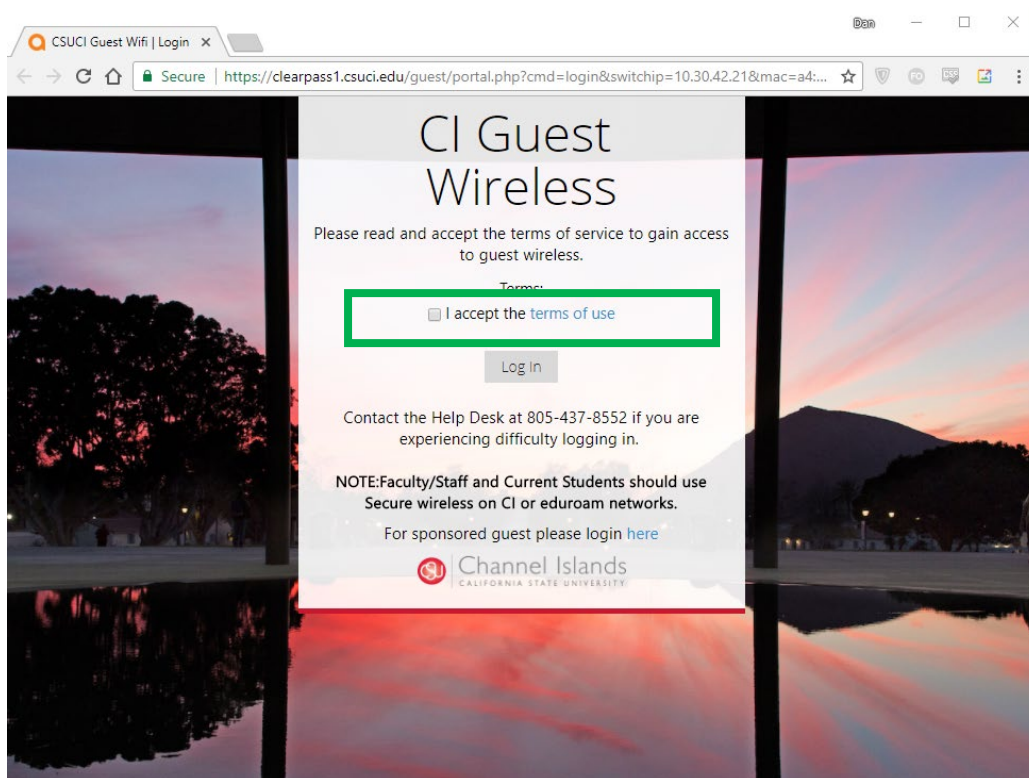 Dan
CSUCI Guest Wifi | Login
Secure | https://clearpass1.csuci.edu/guest/portal.php?cmd=login&switchip=10.30.42.21&mac=a4:...
CI Guest
Wireless
Please read and accept the terms of service to gain access
to guest wireless.
Terms:
I accept the terms of use
Log In
Contact the Help Desk at 805-437-8552 if you are
experiencing difficulty logging in.
NOTE:Faculty/Staff and Current Students should use
Secure wireless on CI or eduroam networks.
For sponsored guest please login here
Channel Islands
CALIFORNIA STATE UNIVERSITY